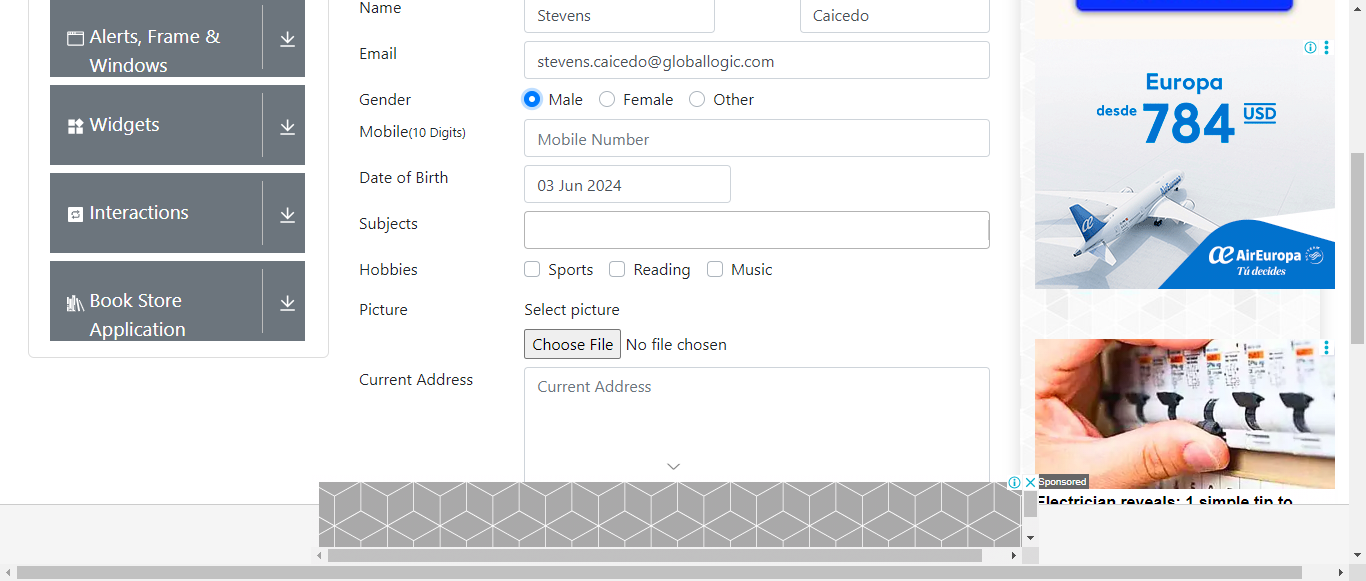 Alerts, Frame &
Windows
Widgets
Interactions
Book Store
Application
Name
Stevens
Caicedo
Email
stevens.caicedo@globallogic.com
Gender
Male
Female
Other
Mobile(10 Digits)
Mobile Number
Date of Birth
03 Jun 2024
Subjects
Hobbies
Sports
Reading
Music
Picture
Select picture
Choose File
No file chosen
Current Address
Current Address
Europa
desde
784 USD
AirEuropa
Tú decides
Sponsored
Electrician reveals: 1 simple tip to